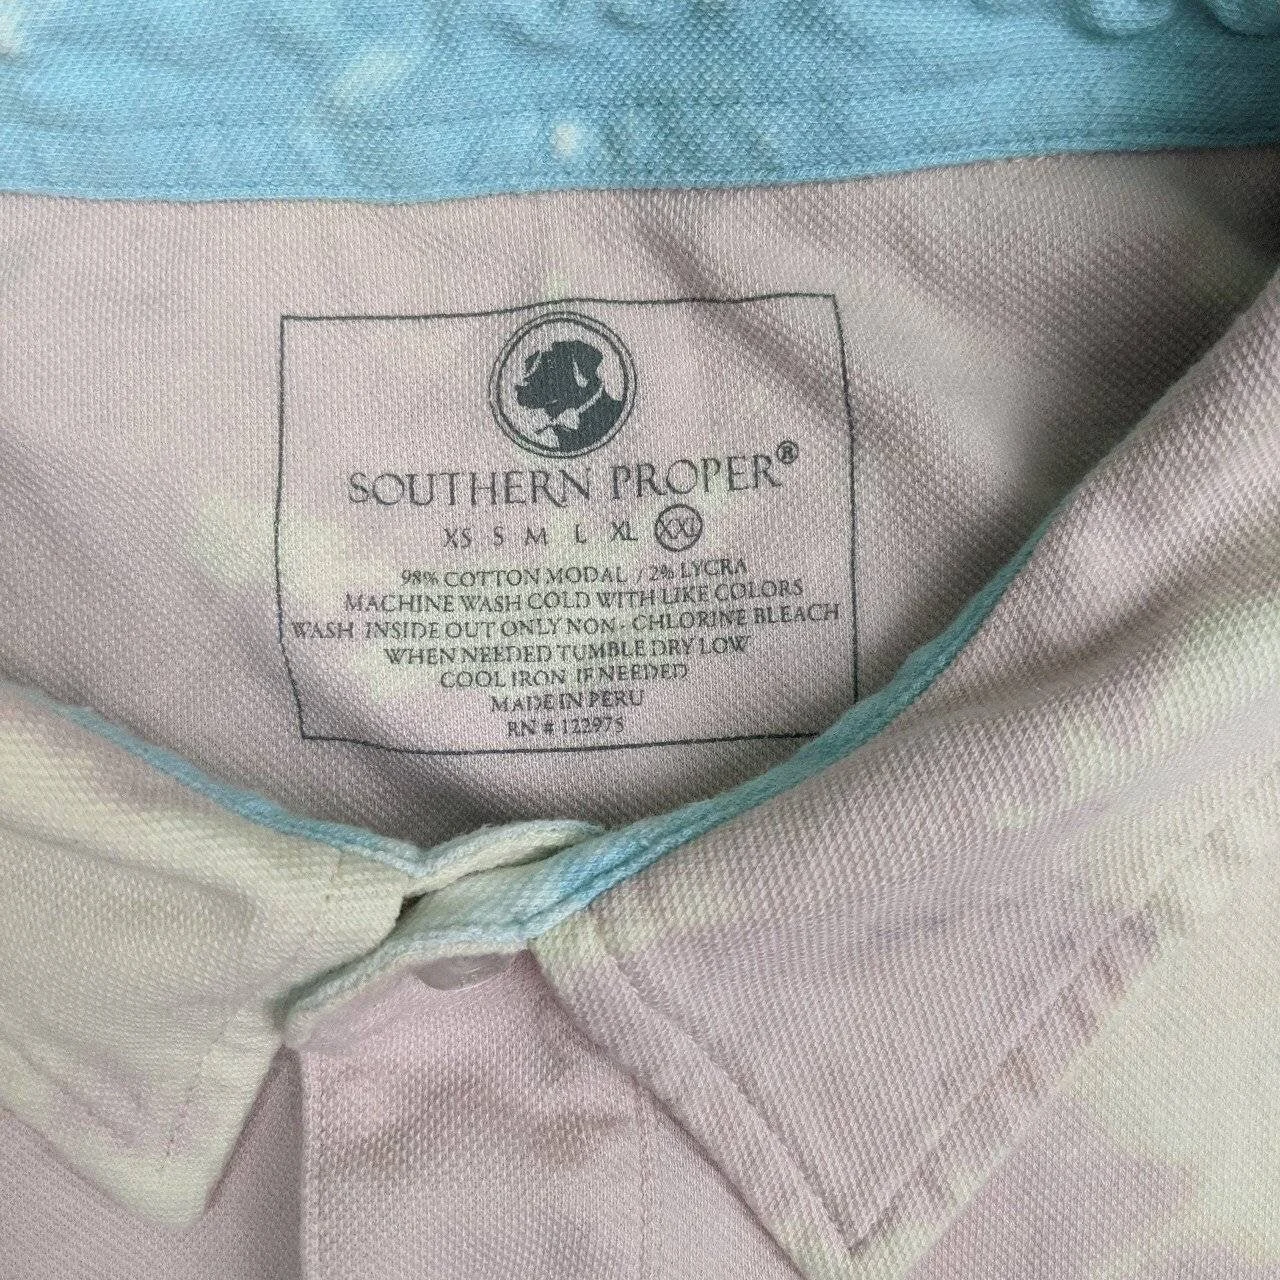 SOUTHERN PROPER®
XS S M L XL XXL
98% COTTON MODAL / 2% LYCRA
MACHINE WASH COLD WITH LIKE COLORS
WASH INSIDE OUT ONLY NON - CHLORINE BLEACH
WHEN NEEDED TUMBLE DRY LOW
COOL IRON IF NEEDED
MADE IN PERU
RN # 122975